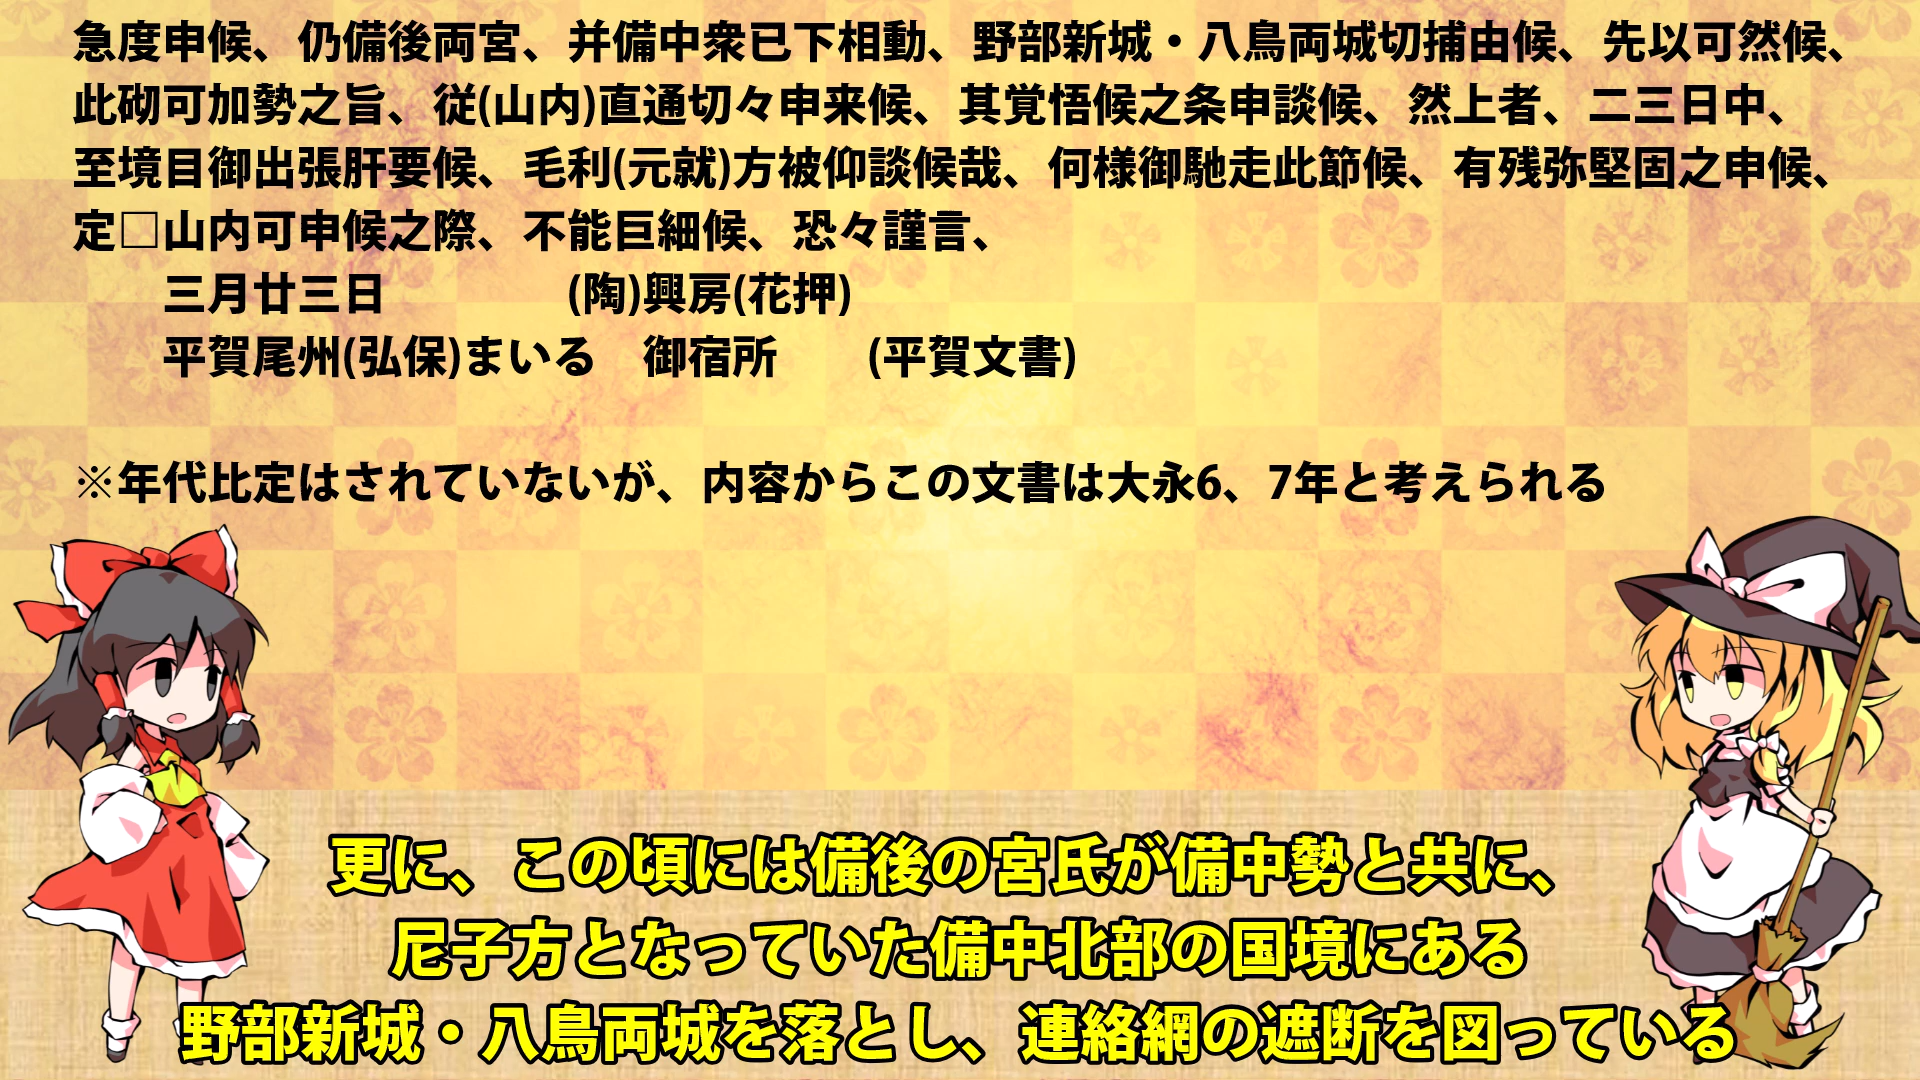 急度申候、仍備後両宮、并備中衆已下相動、野部新城・八鳥両城切捕由候、先以可然候、
此砌可加勢之旨、従(山内)直通切々申来候、其覚悟候之条申談候、然上者、二三日中、
至境目御出張肝要候、毛利(元就)方被仰談候哉、何様御馳走此節候、有残弥堅固之申候、
定□山内可申候之際、不能巨細候、恐々謹言、
三月廿三日　　　　(陶)興房(花押)
平賀尾州(弘保)まいる　御宿所　　(平賀文書)
※年代比定はされていないが、内容からこの文書は大永6、7年と考えられる
更に、この頃には備後の宮氏が備中勢と共に、
尼子方となっていた備中北部の国境にある
野部新城・八鳥両城を落とし、連絡網の遮断を図っている